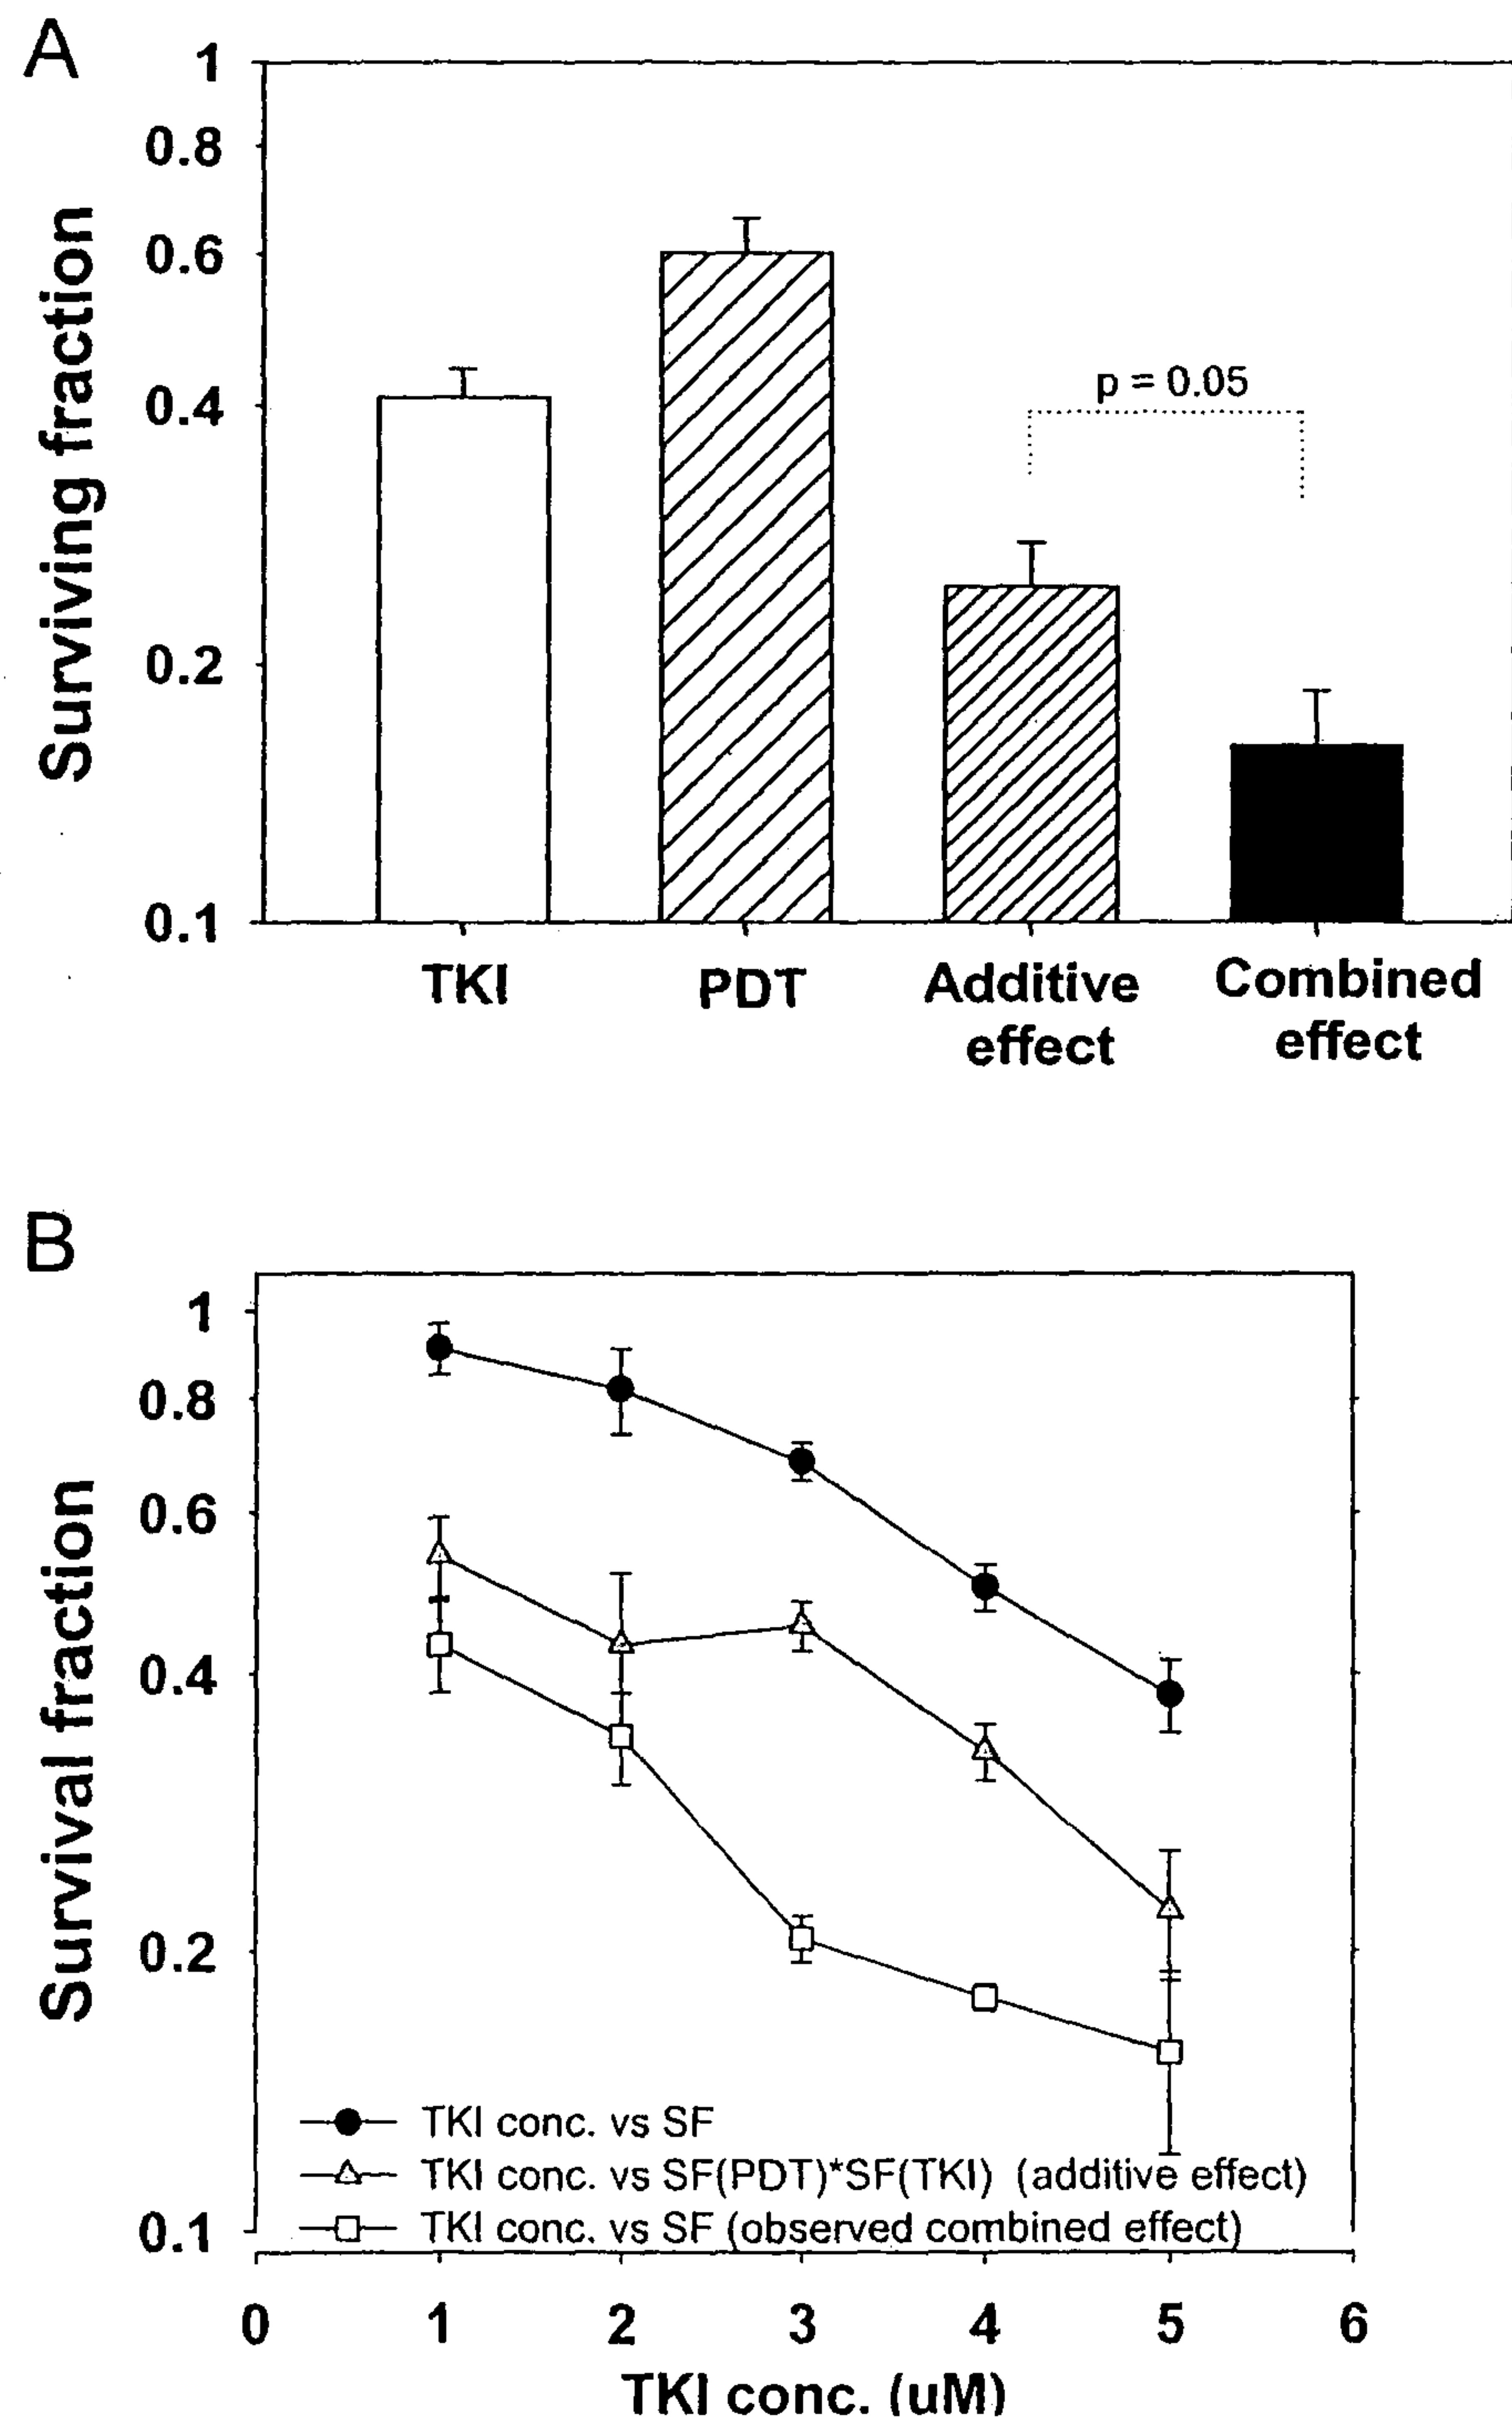 A
1
0.8
0.6
0.4
0.2
0.1
Surviving fraction
p = 0.05
TKI
PDT
Additive
effect
Combined
effect
B
1
0.8
0.6
0.4
0.2
0.1
Survival fraction
TKI conc. vs SF
TKI conc. vs SF(PDT)*SF(TKI) (additive effect)
TKI conc. vs SF (observed combined effect)
0 1 2 3 4 5 6
TKI conc. (uM)